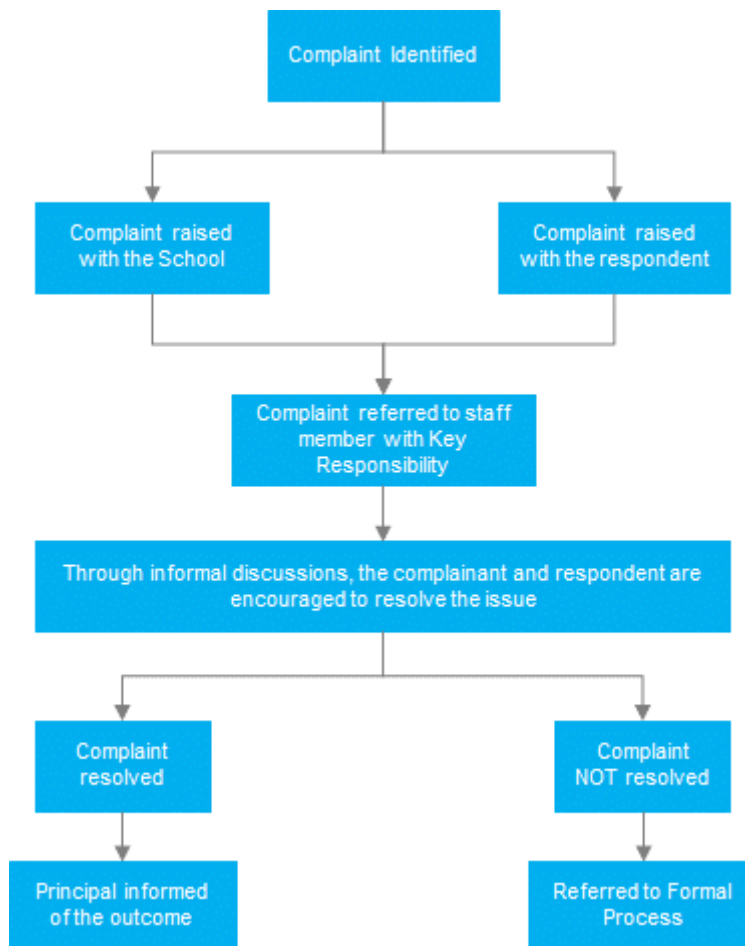 Complaint Identified
Complaint raised
with the School
Complaint raised
with the respondent
Complaint referred to staff
member with Key
Responsibility
Through informal discussions, the complainant and respondent are
encouraged to resolve the issue
Complaint
resolved
Complaint
NOT resolved
Principal informed
of the outcome
Referred to Formal
Process